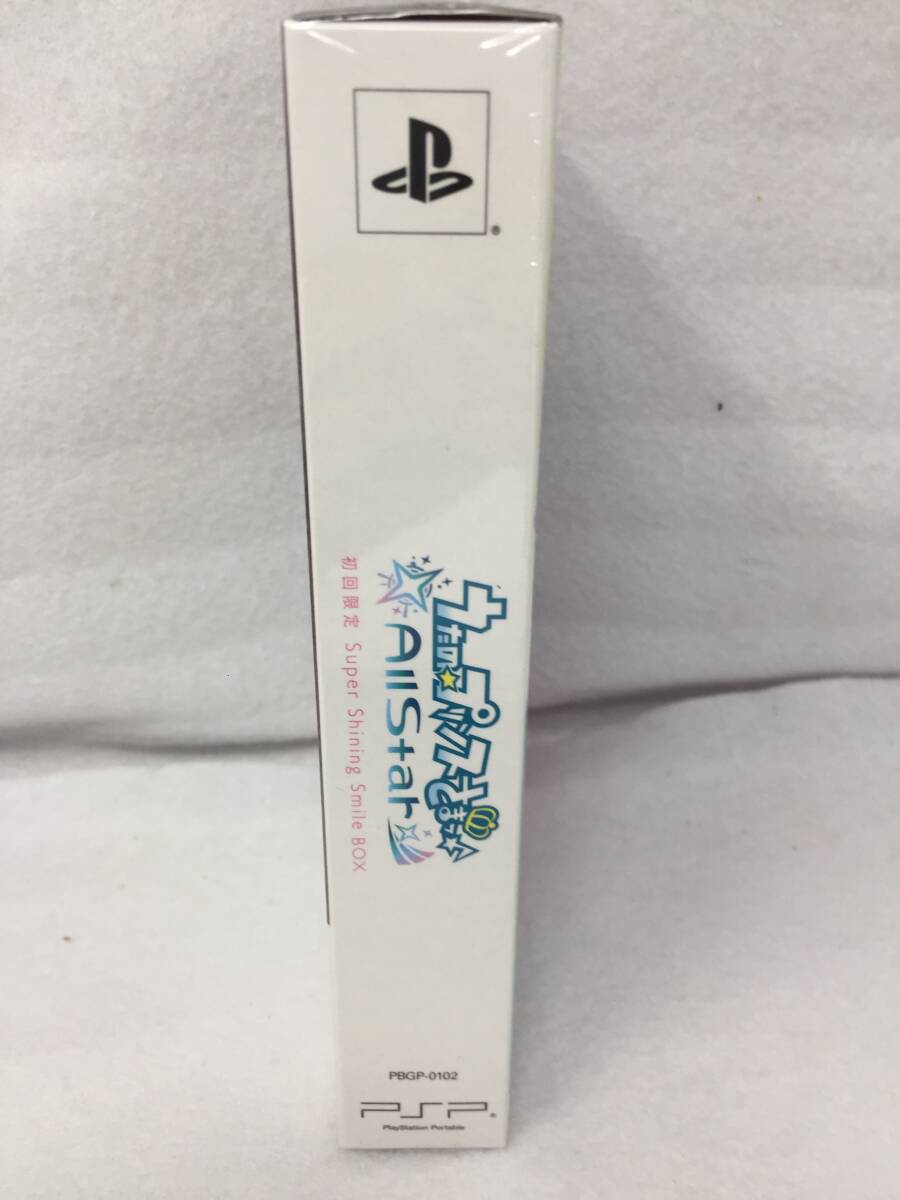 ®
うたの☆プリンスさまっ♪
All Star
初回限定 Super Shining Smile BOX
PBGP-0102
PSP®
PlayStation Portable